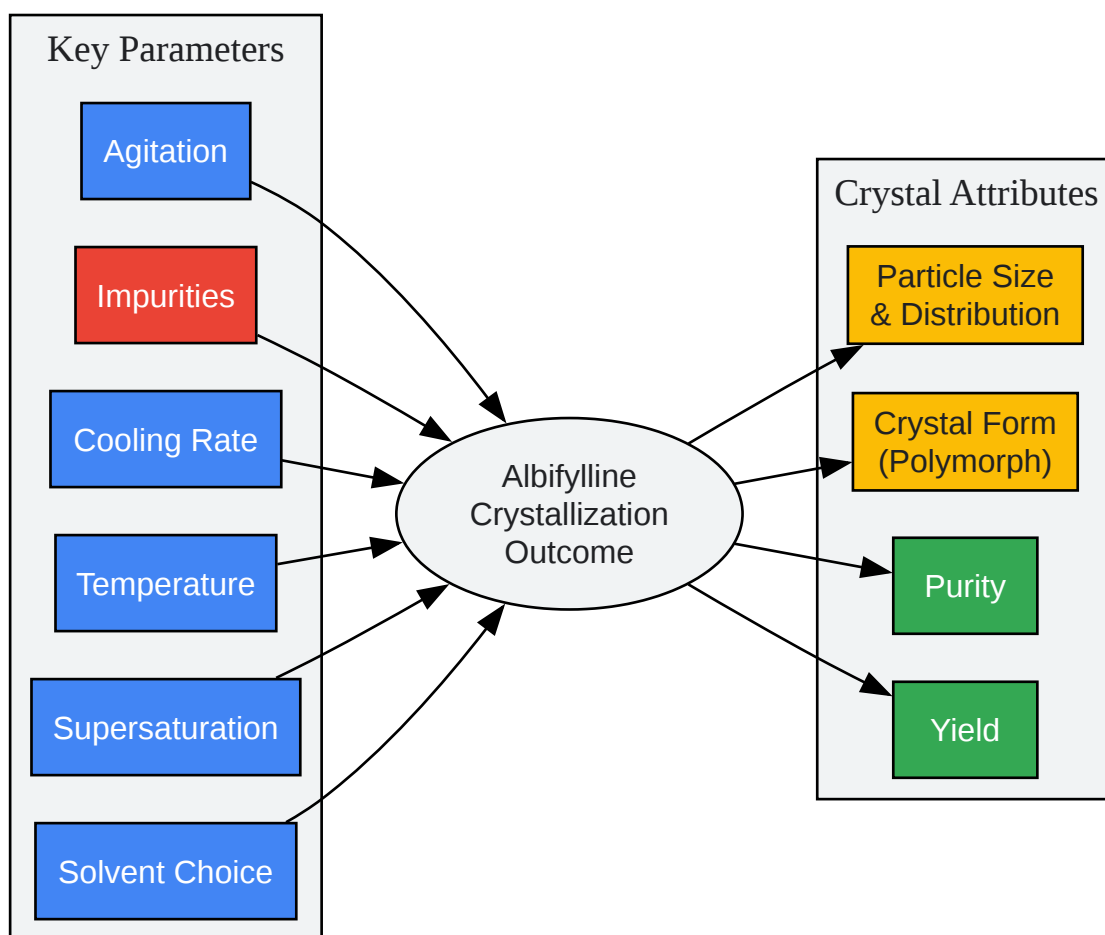 Key Parameters
Agitation
Impurities
Cooling Rate
Temperature
Supersaturation
Solvent Choice
Albifylline
Crystallization
Outcome
Crystal Attributes
Particle Size
& Distribution
Crystal Form
(Polymorph)
Purity
Yield